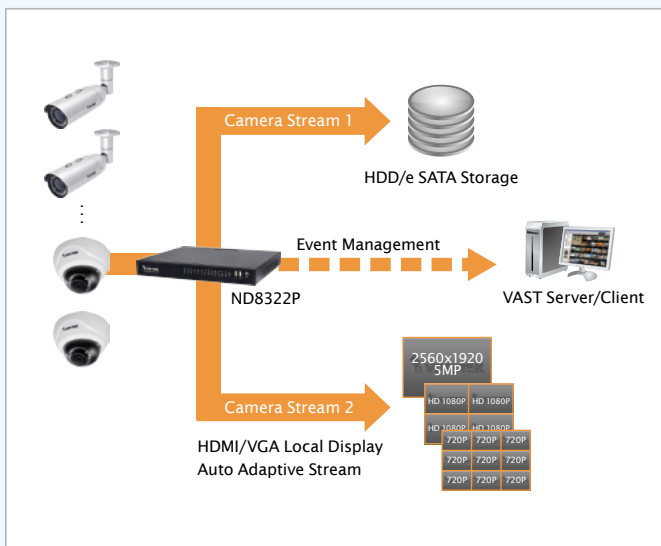 Camera Stream 1
HDD/e SATA Storage
Event Management
ND8322P
VAST Server/Client
2560x1920
5MP
HD 1080P HD 1080P
HD 1080P HD 1080P
720P 720P 720P
720P 720P 720P
720P 720P 720P
Camera Stream 2
HDMI/VGA Local Display
Auto Adaptive Stream